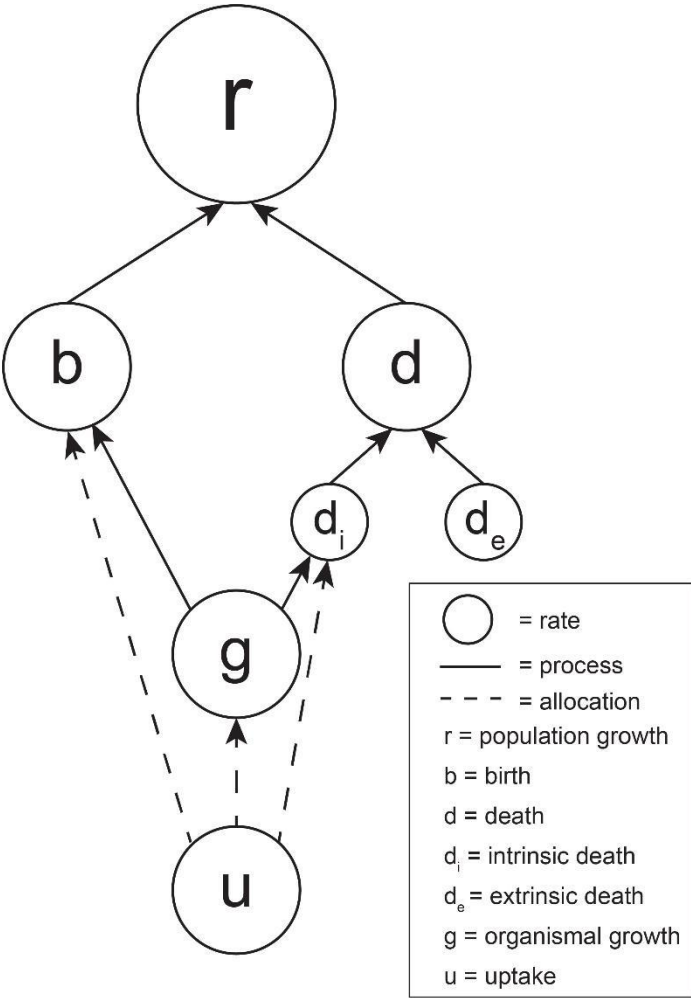 r
b
d
dᵢ
dₑ
g
u
= rate
= process
= allocation
r = population growth
b = birth
d = death
dᵢ = intrinsic death
dₑ = extrinsic death
g = organismal growth
u = uptake